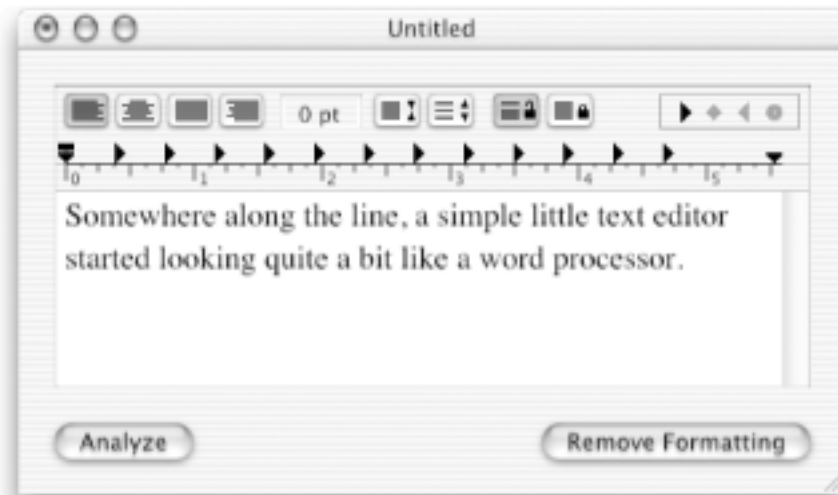 Untitled
0 pt
0 1 2 3 4 5
Somewhere along the line, a simple little text editor
started looking quite a bit like a word processor.
Analyze Remove Formatting